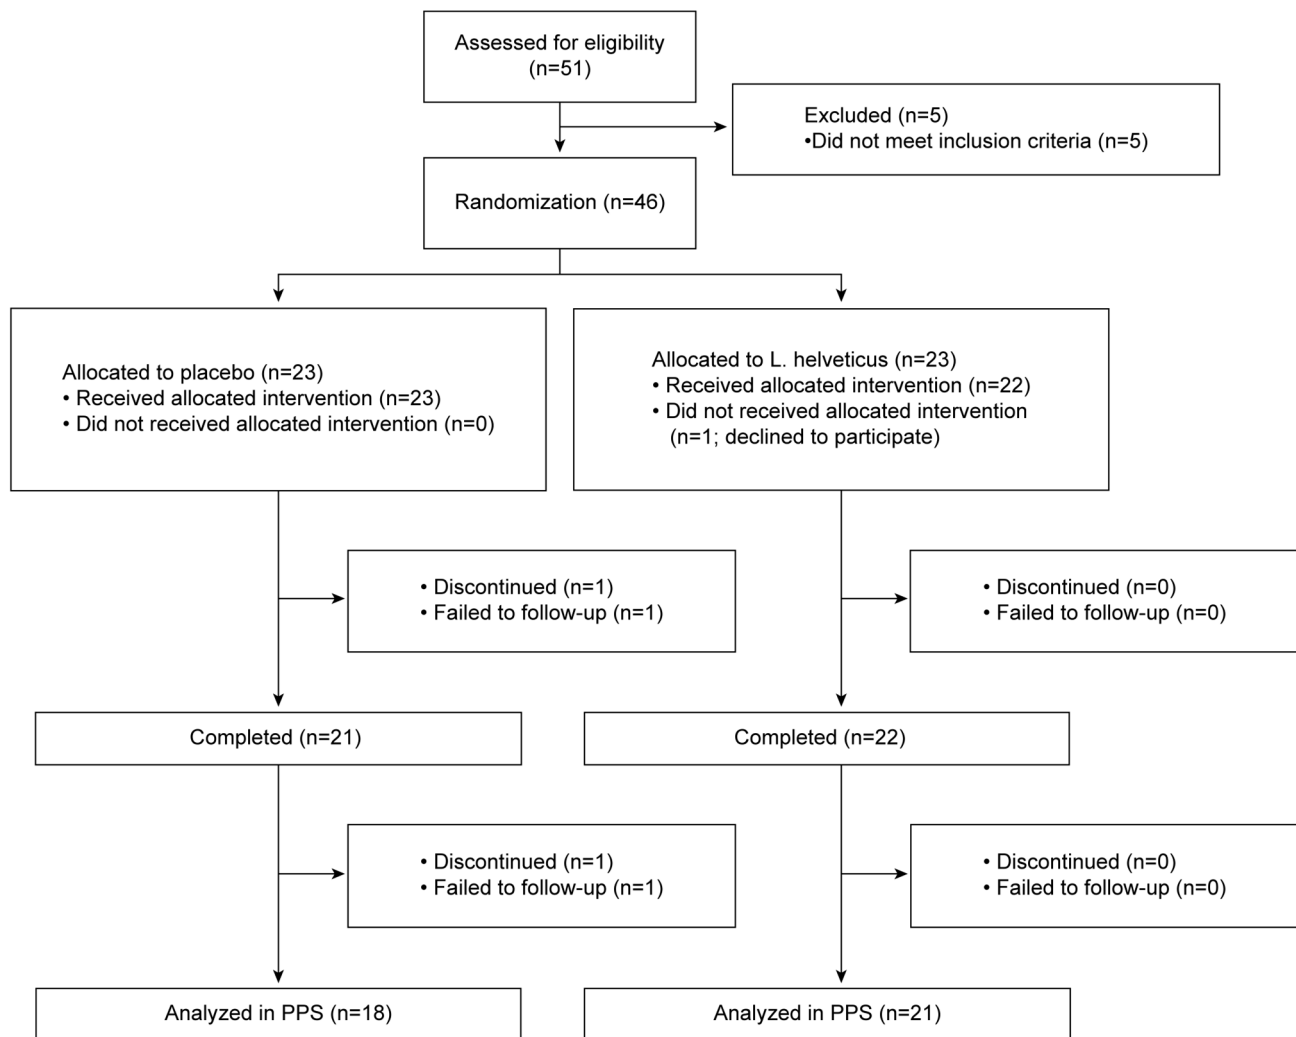 Assessed for eligibility
(n=51)
Excluded (n=5)
•Did not meet inclusion criteria (n=5)
Randomization (n=46)
Allocated to placebo (n=23)
• Received allocated intervention (n=23)
• Did not received allocated intervention (n=0)
Allocated to L. helveticus (n=23)
• Received allocated intervention (n=22)
• Did not received allocated intervention
(n=1; declined to participate)
• Discontinued (n=1)
• Failed to follow-up (n=1)
• Discontinued (n=0)
• Failed to follow-up (n=0)
Completed (n=21)
Completed (n=22)
• Discontinued (n=1)
• Failed to follow-up (n=1)
• Discontinued (n=0)
• Failed to follow-up (n=0)
Analyzed in PPS (n=18)
Analyzed in PPS (n=21)